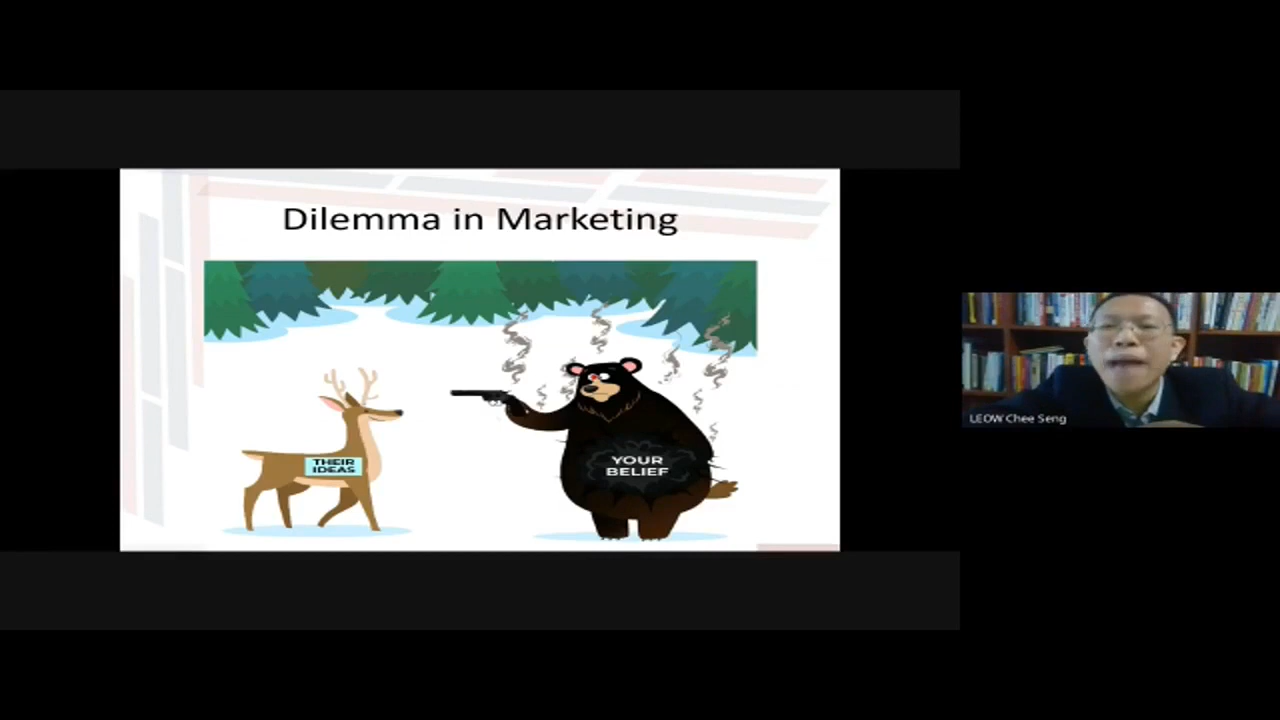 Dilemma in Marketing
THEIR
IDEAS
YOUR
BELIEF
LEOW Chee Seng